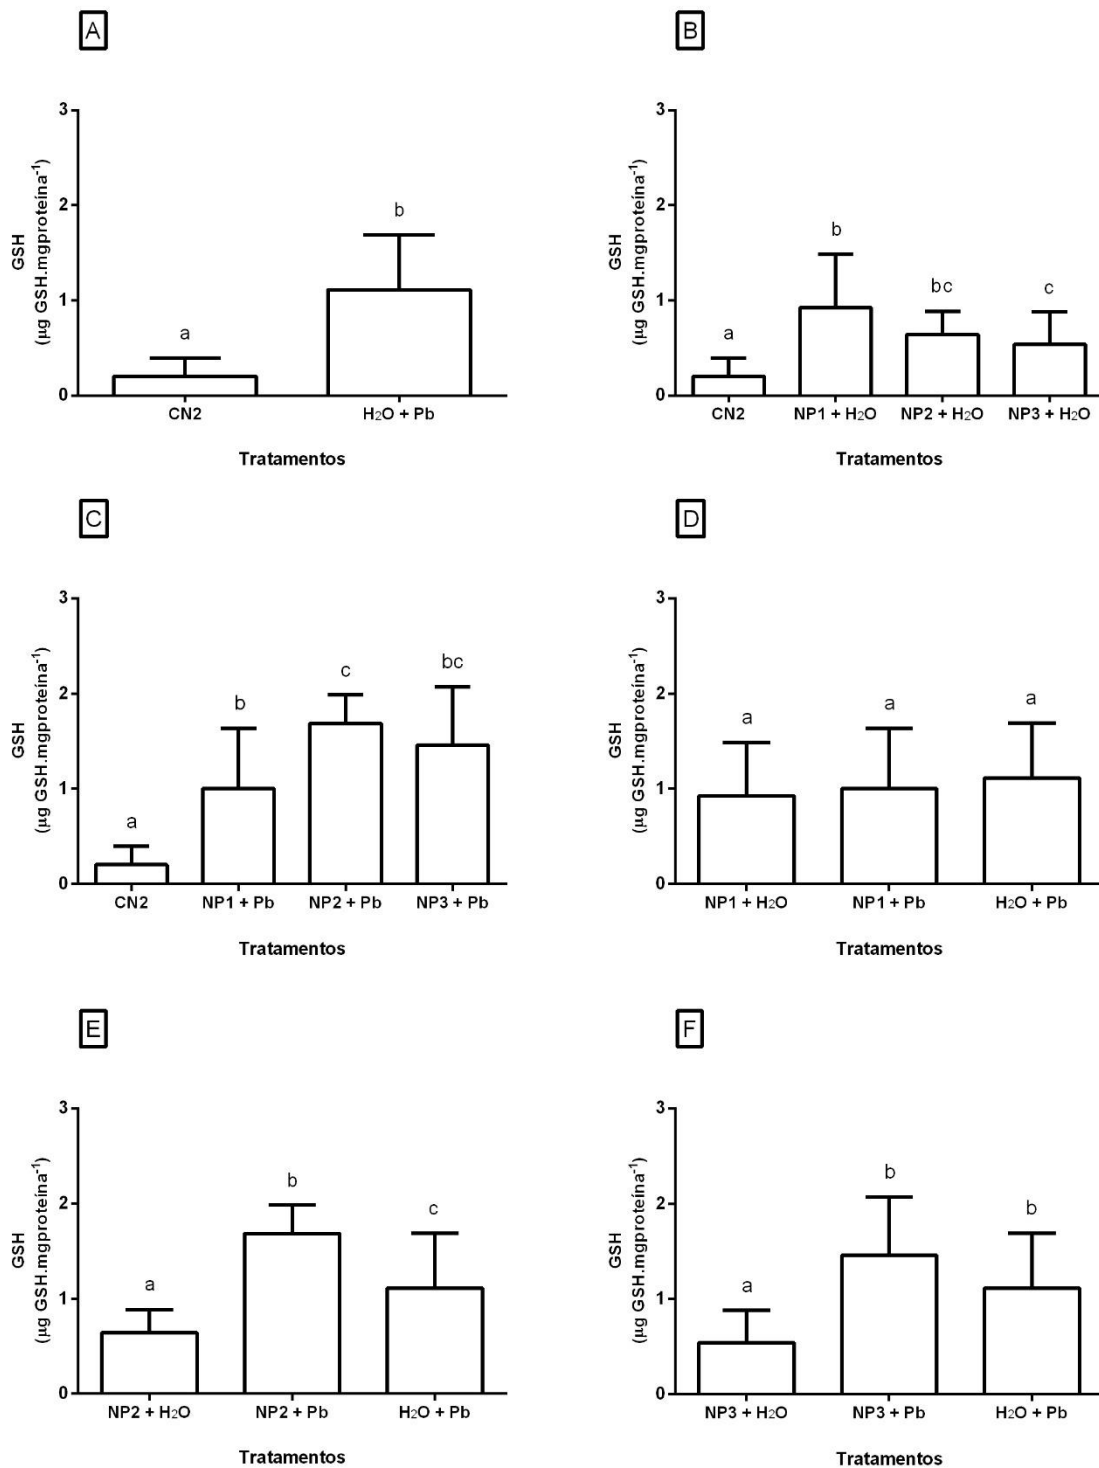 A
3
2
1
0
GSH
(µg GSH.mgproteína⁻¹)
a
b
CN2
H₂O + Pb
Tratamentos
B
3
2
1
0
GSH
(µg GSH.mgproteína⁻¹)
a
b
bc
c
CN2
NP1 + H₂O
NP2 + H₂O
NP3 + H₂O
Tratamentos
C
3
2
1
0
GSH
(µg GSH.mgproteína⁻¹)
a
b
c
bc
CN2
NP1 + Pb
NP2 + Pb
NP3 + Pb
Tratamentos
D
3
2
1
0
GSH
(µg GSH.mgproteína⁻¹)
a
a
a
NP1 + H₂O
NP1 + Pb
H₂O + Pb
Tratamentos
E
3
2
1
0
GSH
(µg GSH.mgproteína⁻¹)
a
b
c
NP2 + H₂O
NP2 + Pb
H₂O + Pb
Tratamentos
F
3
2
1
0
GSH
(µg GSH.mgproteína⁻¹)
a
b
b
NP3 + H₂O
NP3 + Pb
H₂O + Pb
Tratamentos